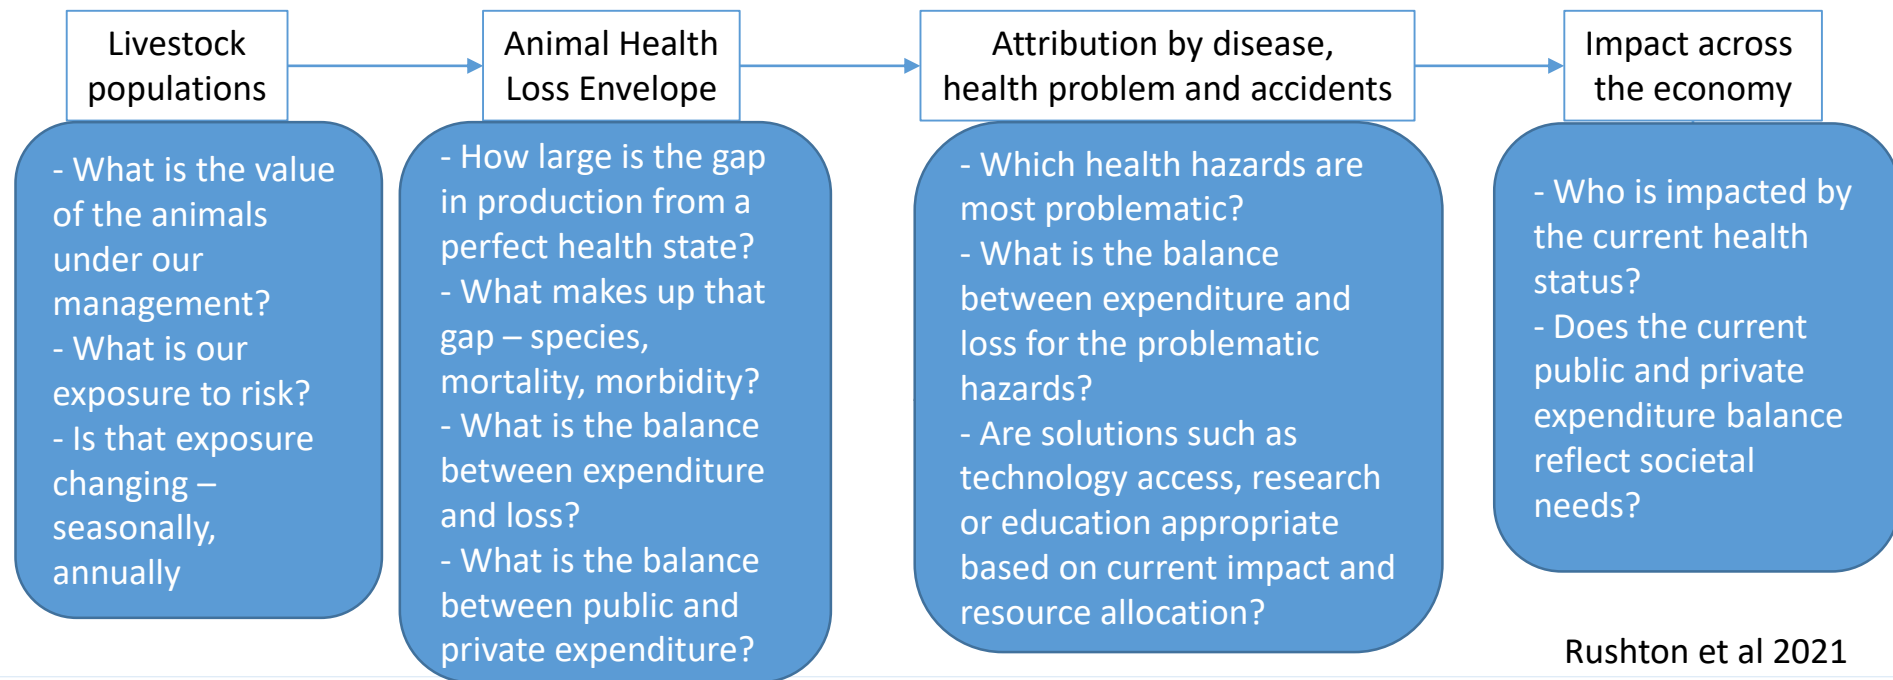 Livestock
populations
Animal Health
Loss Envelope
Attribution by disease,
health problem and accidents
Impact across
the economy
- What is the value
of the animals
under our
management?
- What is our
exposure to risk?
- Is that exposure
changing –
seasonally,
annually
- How large is the gap
in production from a
perfect health state?
- What makes up that
gap – species,
mortality, morbidity?
- What is the balance
between expenditure
and loss?
- What is the balance
between public and
private expenditure?
- Which health hazards are
most problematic?
- What is the balance
between expenditure and
loss for the problematic
hazards?
- Are solutions such as
technology access, research
or education appropriate
based on current impact and
resource allocation?
- Who is impacted by
the current health
status?
- Does the current
public and private
expenditure balance
reflect societal
needs?
Rushton et al 2021